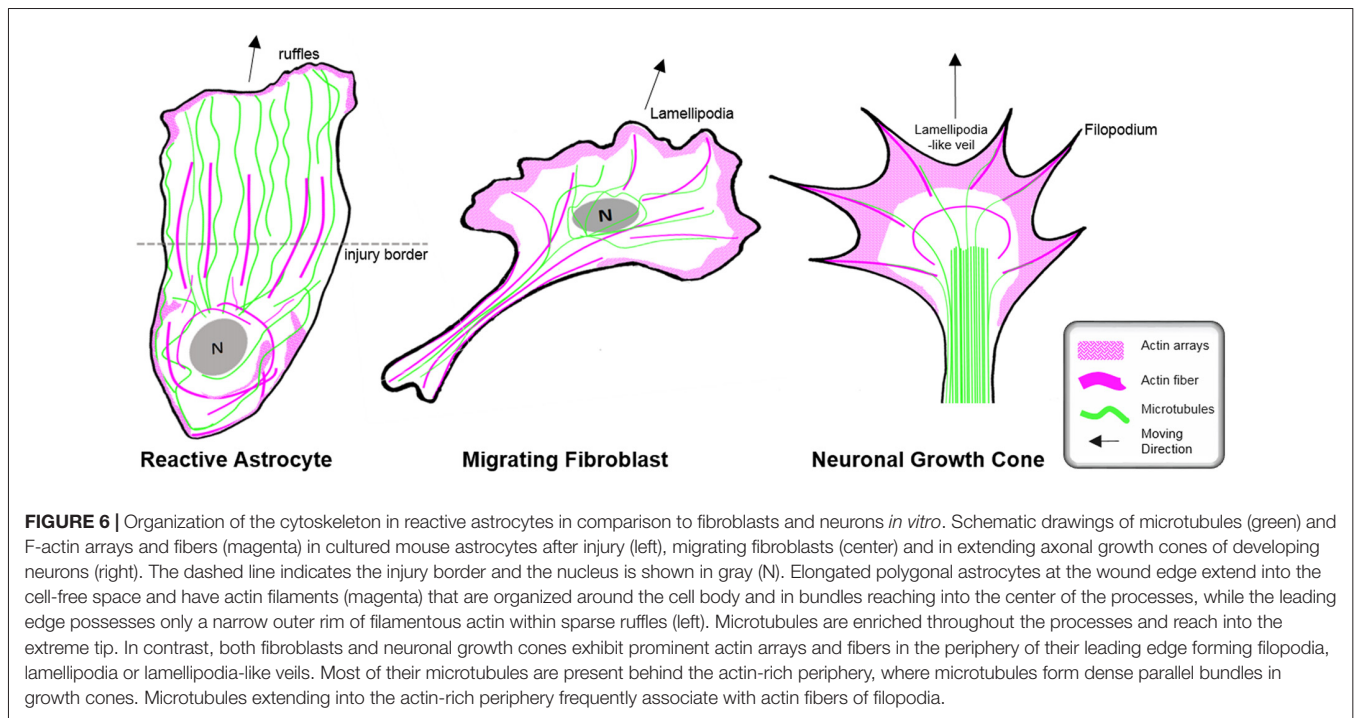 ruffles
injury border
N
Reactive Astrocyte
Lamellipodia
N
Migrating Fibroblast
Lamellipodia
-like veil
Filopodium
Neuronal Growth Cone
Actin arrays
Actin fiber
Microtubules
Moving
Direction
FIGURE 6 | Organization of the cytoskeleton in reactive astrocytes in comparison to fibroblasts and neurons in vitro. Schematic drawings of microtubules (green) and
F-actin arrays and fibers (magenta) in cultured mouse astrocytes after injury (left), migrating fibroblasts (center) and in extending axonal growth cones of developing
neurons (right). The dashed line indicates the injury border and the nucleus is shown in gray (N). Elongated polygonal astrocytes at the wound edge extend into the
cell-free space and have actin filaments (magenta) that are organized around the cell body and in bundles reaching into the center of the processes, while the leading
edge possesses only a narrow outer rim of filamentous actin within sparse ruffles (left). Microtubules are enriched throughout the processes and reach into the
extreme tip. In contrast, both fibroblasts and neuronal growth cones exhibit prominent actin arrays and fibers in the periphery of their leading edge forming filopodia,
lamellipodia or lamellipodia-like veils. Most of their microtubules are present behind the actin-rich periphery, where microtubules form dense parallel bundles in
growth cones. Microtubules extending into the actin-rich periphery frequently associate with actin fibers of filopodia.